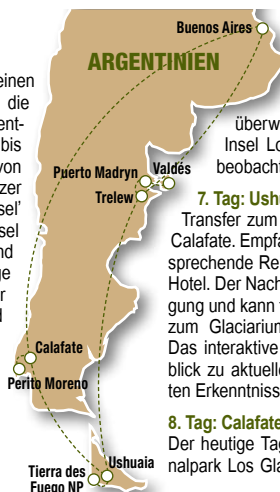 Buenos Aires
ARGENTINIEN
einen
die
ent-
bis
von
zer
sel'
sel
nd
ge
r
d
Puerto Madryn
Valdés
Trelew
Calafate
Perito Moreno
Ushuaia
Tierra des
Fuego NP
überw
Insel Lo
beobacht
7. Tag: Ushu
Transfer zum
Calafate. Empfa
sprechende Re
Hotel. Der Nach
gung und kann
zum Glaciarium
Das interaktive
blick zu aktuelle
ten Erkenntniss
8. Tag: Calafate
Der heutige Tag
nalpark Los Gla